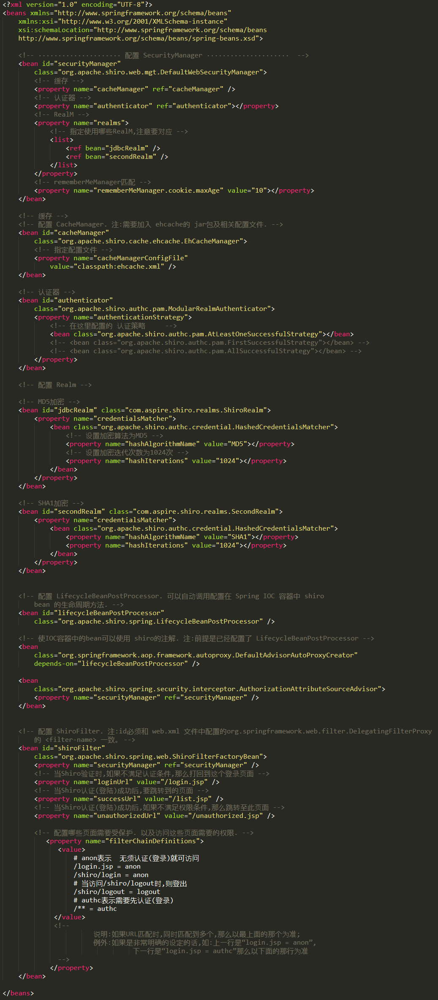 <?xml version="1.0" encoding="UTF-8"?>
<beans xmlns="http://www.springframework.org/schema/beans"
xmlns:xsi="http://www.w3.org/2001/XMLSchema-instance"
xsi:schemaLocation="http://www.springframework.org/schema/beans
http://www.springframework.org/schema/beans/spring-beans.xsd">
<!-- ····················· 配置 SecurityManager ·····················  -->
<bean id="securityManager"
class="org.apache.shiro.web.mgt.DefaultWebSecurityManager">
<!-- 缓存 -->
<property name="cacheManager" ref="cacheManager" />
<!-- 认证器 -->
<property name="authenticator" ref="authenticator"></property>
<!-- RealM -->
<property name="realms">
<!-- 指定使用哪些RealM,注意要对应 -->
<list>
<ref bean="jdbcRealm" />
<ref bean="secondRealm" />
</list>
</property>
<!-- rememberMeManager匹配 -->
<property name="rememberMeManager.cookie.maxAge" value="10"></property>
</bean>
<!-- 缓存 -->
<!-- 配置 CacheManager. 注:需要加入 ehcache的 jar包及相关配置文件. -->
<bean id="cacheManager"
class="org.apache.shiro.cache.ehcache.EhCacheManager">
<!-- 指定配置文件 -->
<property name="cacheManagerConfigFile"
value="classpath:ehcache.xml" />
</bean>
<!-- 认证器 -->
<bean id="authenticator"
class="org.apache.shiro.authc.pam.ModularRealmAuthenticator">
<property name="authenticationStrategy">
<!-- 在这里配置的 认证策略     -->
<bean class="org.apache.shiro.authc.pam.AtLeastOneSuccessfulStrategy"></bean>
<!-- <bean class="org.apache.shiro.authc.pam.FirstSuccessfulStrategy"></bean> -->
<!-- <bean class="org.apache.shiro.authc.pam.AllSuccessfulStrategy"></bean> -->
</property>
</bean>
<!-- 配置 Realm -->
<!-- MD5加密 -->
<bean id="jdbcRealm" class="com.aspire.shiro.realms.ShiroRealm">
<property name="credentialsMatcher">
<bean class="org.apache.shiro.authc.credential.HashedCredentialsMatcher">
<!-- 设置加密算法为MD5 -->
<property name="hashAlgorithmName" value="MD5"></property>
<!-- 设置加密迭代次数为1024次 -->
<property name="hashIterations" value="1024"></property>
</bean>
</property>
</bean>
<!-- SHA1加密 -->
<bean id="secondRealm" class="com.aspire.shiro.realms.SecondRealm">
<property name="credentialsMatcher">
<bean class="org.apache.shiro.authc.credential.HashedCredentialsMatcher">
<property name="hashAlgorithmName" value="SHA1"></property>
<property name="hashIterations" value="1024"></property>
</bean>
</property>
</bean>
<!-- 配置 LifecycleBeanPostProcessor. 可以自动调用配置在 Spring IOC 容器中 shiro
bean 的生命周期方法. -->
<bean id="lifecycleBeanPostProcessor"
class="org.apache.shiro.spring.LifecycleBeanPostProcessor" />
<!-- 使IOC容器中的bean可以使用 shiro的注解. 注:前提是已经配置了 LifecycleBeanPostProcessor -->
<bean
class="org.springframework.aop.framework.autoproxy.DefaultAdvisorAutoProxyCreator"
depends-on="lifecycleBeanPostProcessor" />
<bean
class="org.apache.shiro.spring.security.interceptor.AuthorizationAttributeSourceAdvisor">
<property name="securityManager" ref="securityManager" />
</bean>
<!-- 配置 ShiroFilter. 注:id必须和 web.xml 文件中配置的org.springframework.web.filter.DelegatingFilterProxy
的 <filter-name> 一致。-->
<bean id="shiroFilter"
class="org.apache.shiro.spring.web.ShiroFilterFactoryBean">
<property name="securityManager" ref="securityManager" />
<!-- 当Shiro验证时,如果不满足认证条件,那么打回到这个登录页面 -->
<property name="loginUrl" value="/login.jsp" />
<!-- 当Shiro认证(登陆)成功后,要跳转到的页面 -->
<property name="successUrl" value="/list.jsp" />
<!-- 当Shiro认证(登陆)成功后,如果不满足权限条件,那么跳转至此页面 -->
<property name="unauthorizedUrl" value="/unauthorized.jsp" />
<!-- 配置哪些页面需要受保护. 以及访问这些页面需要的权限. -->
<property name="filterChainDefinitions">
<value>
# anon表示  无须认证(登录)就可访问
/login.jsp = anon
/shiro/login = anon
# 当访问/shiro/logout时,则登出
/shiro/logout = logout
# authc表示需要先认证(登录)
/** = authc
</value>
<!--
说明:如果URL匹配时,同时匹配到多个,那么以最上面的那个为准;
例外:如果是非常明确的设定的话,如:上一行是“login.jsp = anon”,
下一行是“login.jsp = authc”那么以下面的那行为准
-->
</property>
</bean>
</beans>